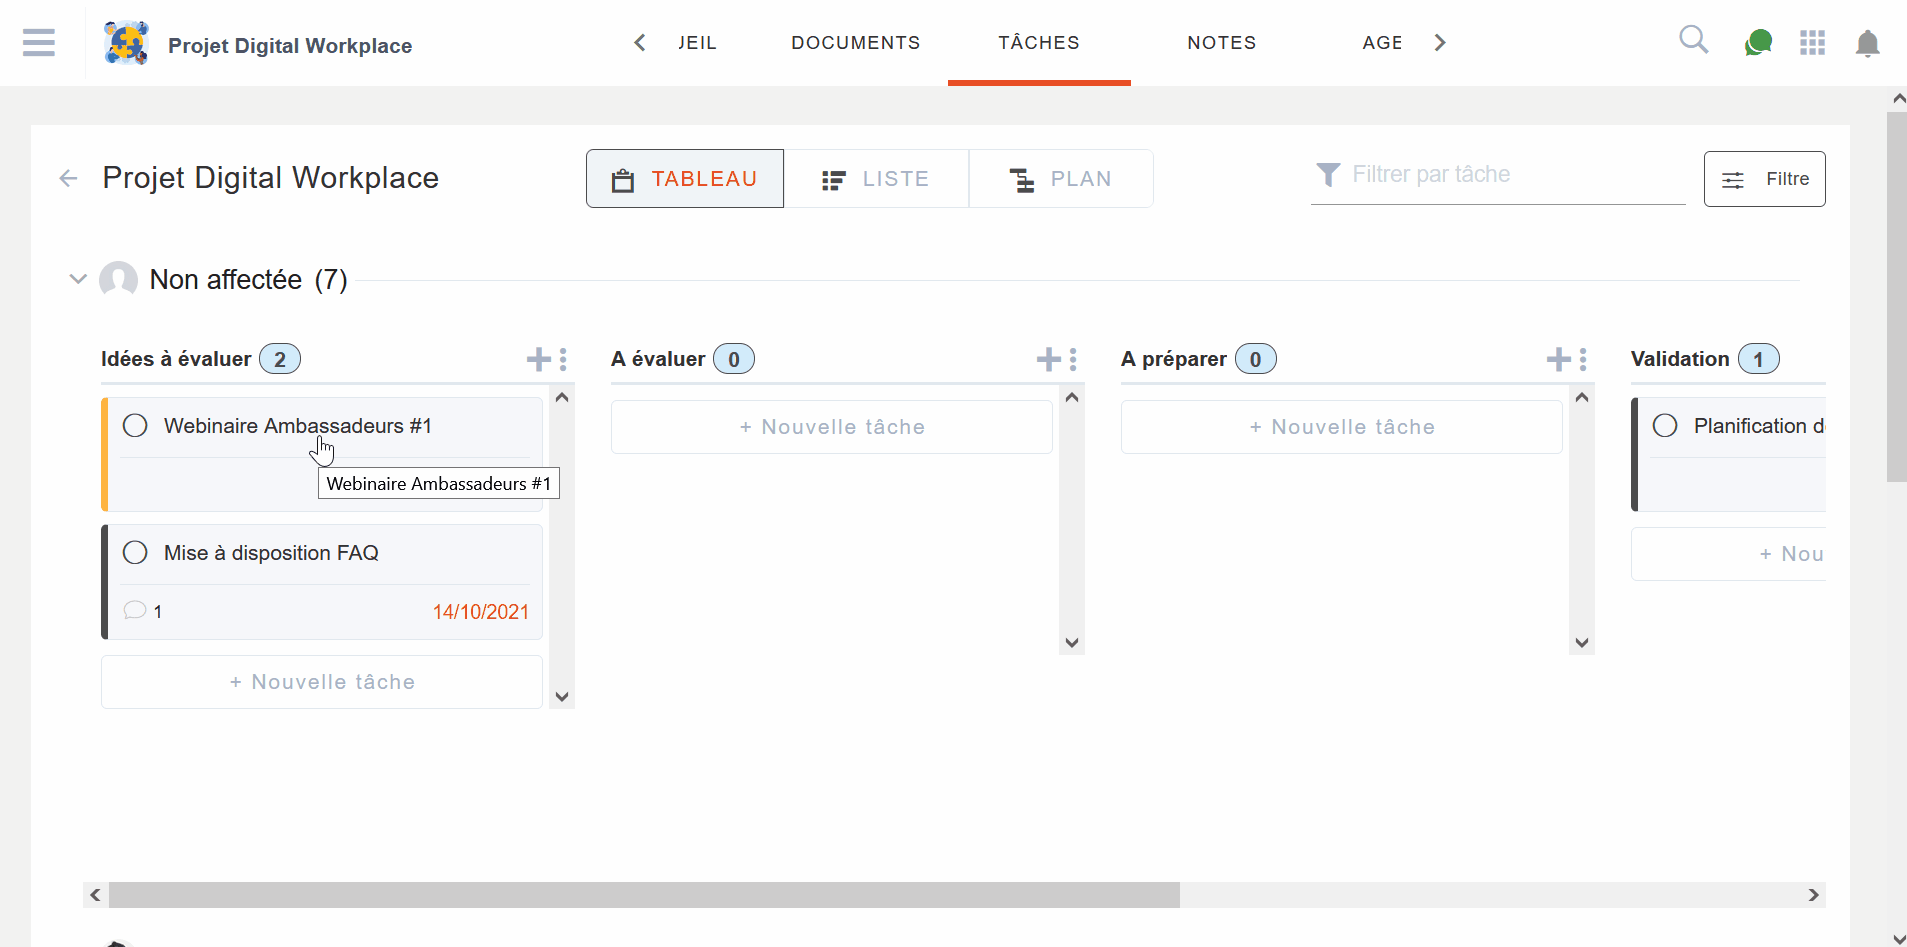 Projet Digital Workplace
JEIL
DOCUMENTS
TÂCHES
NOTES
AGE
Projet Digital Workplace
TABLEAU
LISTE
PLAN
Filtrer par tâche
Filtre
Non affectée (7)
Idées à évaluer 2
A évaluer 0
A préparer 0
Validation 1
Webinaire Ambassadeurs #1
Webinaire Ambassadeurs #1
Mise à disposition FAQ
1
14/10/2021
+ Nouvelle tâche
+ Nouvelle tâche
+ Nouvelle tâche
Planification d
+ Nou